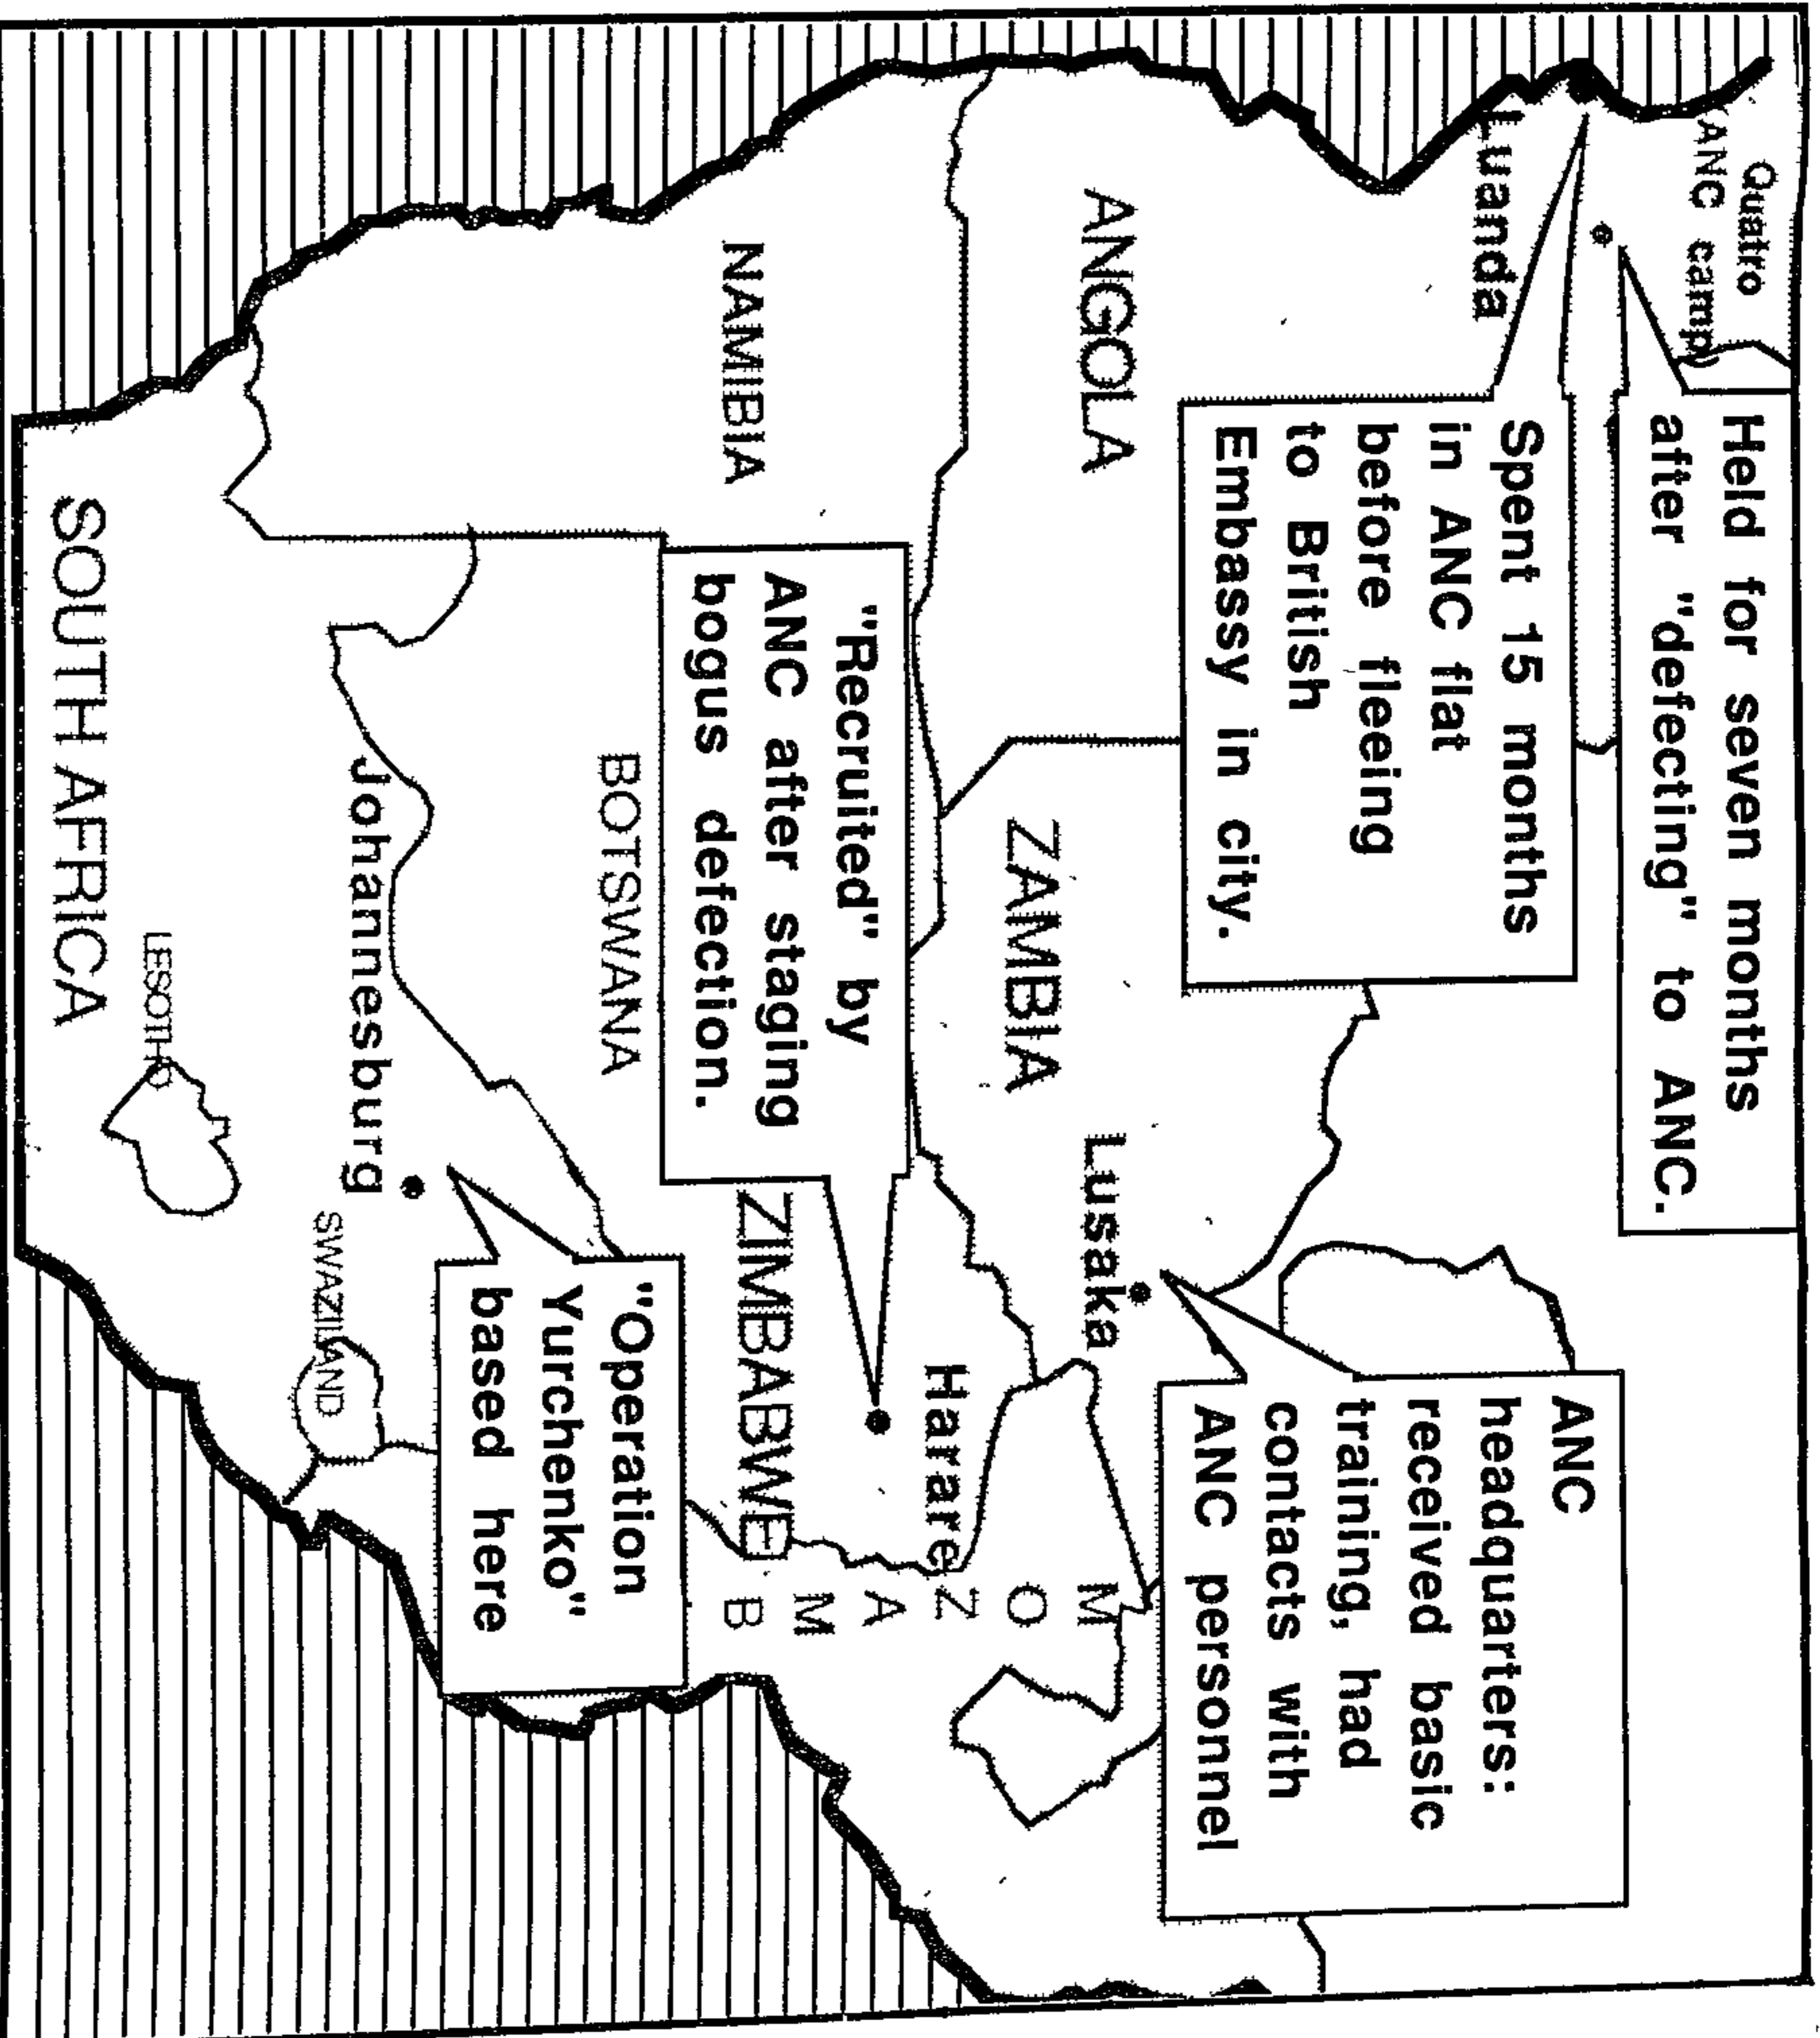 Quatro
(ANC camp)
Held for seven months
after "defecting" to ANC.
Luanda
Spent 15 months
in ANC flat
before fleeing
to British
Embassy in city.
ANC
headquarters:
received basic
training, had
contacts with
ANC personnel
ANGOLA
ZAMBIA
Lusaka
Harare
MOZAMB
"Recruited" by
ANC after staging
bogus defection.
NAMIBIA
ZIMBABWE
BOTSWANA
"Operation
Yurchenko"
based here
Johannesburg
SWAZILAND
LESOTHO
SOUTH AFRICA